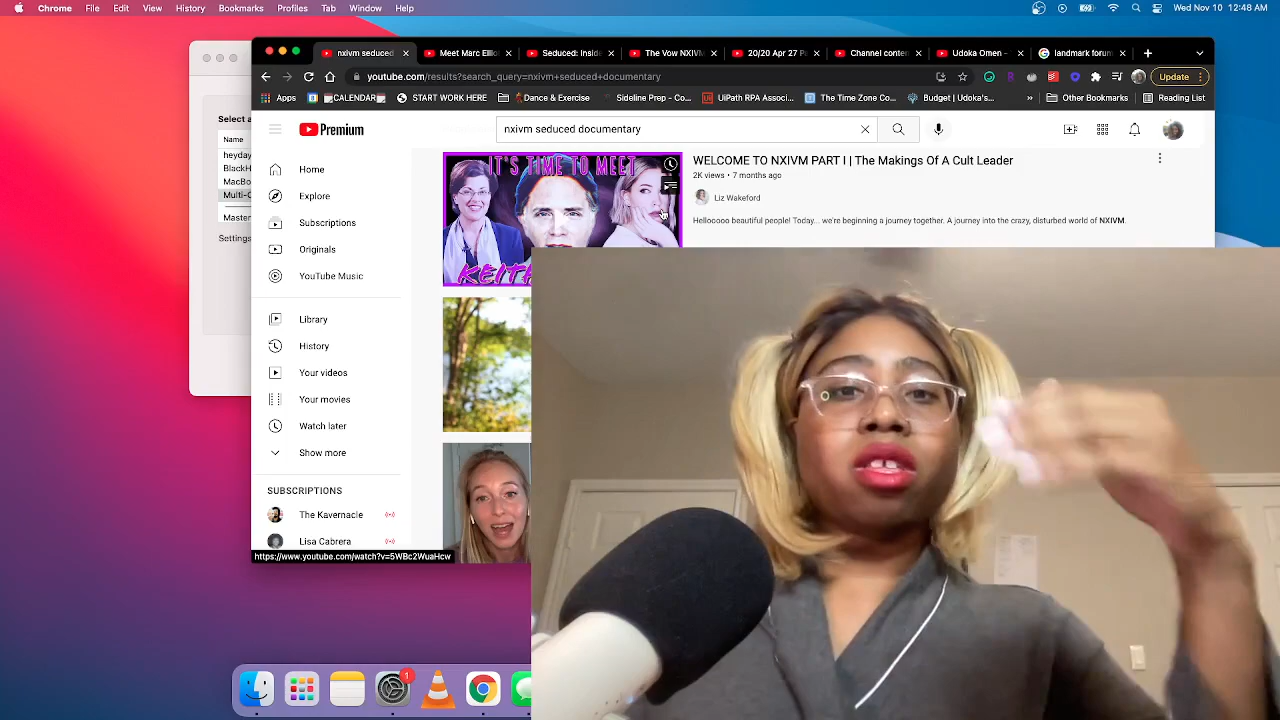 Chrome File Edit View History Bookmarks Profiles Tab Window Help Wed Nov 10 12:48 AM
nxivm seduced Meet Marc Ellio Seduced: Insid The Vow NXIVM 20/20 Apr 27 Pa Channel conten Udoka Omen - landmark forum
youtube.com/results?search_query=nxivm+seduced+documentary Update
Apps CALENDAR START WORK HERE Dance & Exercise Sideline Prep - Co... UiPath RPA Assoc... The Time Zone Co... Budget | Udoka's... » Other Bookmarks Reading List
Premium
nxivm seduced documentary
Home
Explore
Subscriptions
Originals
YouTube Music
Library
History
Your videos
Your movies
Watch later
Show more
SUBSCRIPTIONS
The Kavernacle
Lisa Cabrera
https://www.youtube.com/watch?v=5WBc2WuaHcw
IT'S TIME TO MEET
KEITH
WELCOME TO NXIVM PART I | The Makings Of A Cult Leader
2K views • 7 months ago
Liz Wakeford
Hellooooo beautiful people! Today... we're beginning a journey together. A journey into the crazy, disturbed world of NXIVM.
Select a
Name
heyday
BlackH
MacBo
Multi-O
Master
Settings
1